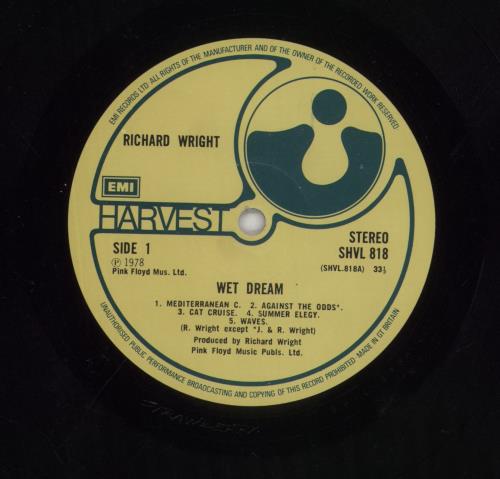 EMI RECORDS LTD. ALL RIGHTS OF THE MANUFACTURER AND OF THE OWNER OF THE RECORDED WORK RESERVED
RICHARD WRIGHT
EMI
HARVEST
SIDE 1
℗ 1978
Pink Floyd Mus. Ltd.
STEREO
SHVL 818
(SHVL.818A) 33⅓
WET DREAM
1. MEDITERRANEAN C. 2. AGAINST THE ODDS*.
3. CAT CRUISE. 4. SUMMER ELEGY.
5. WAVES.
(R. Wright except *J. & R. Wright)
Produced by Richard Wright
Pink Floyd Music Publs. Ltd.
UNAUTHORISED PUBLIC PERFORMANCE BROADCASTING AND COPYING OF THIS RECORD PROHIBITED. MADE IN GT BRITAIN